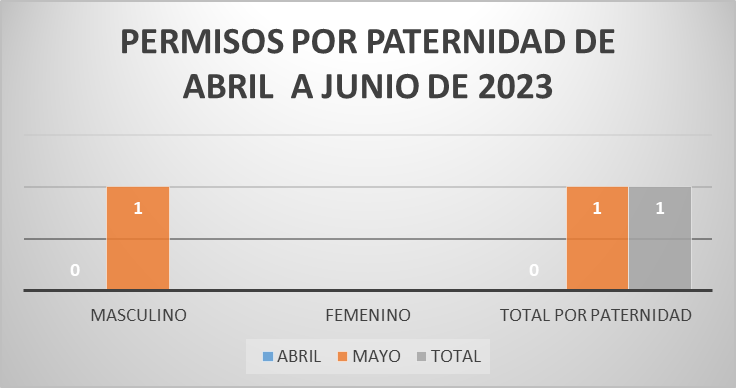 PERMISOS POR PATERNIDAD DE
ABRIL A JUNIO DE 2023
0 1 0 1 1
MASCULINO FEMENINO TOTAL POR PATERNIDAD
ABRIL MAYO TOTAL